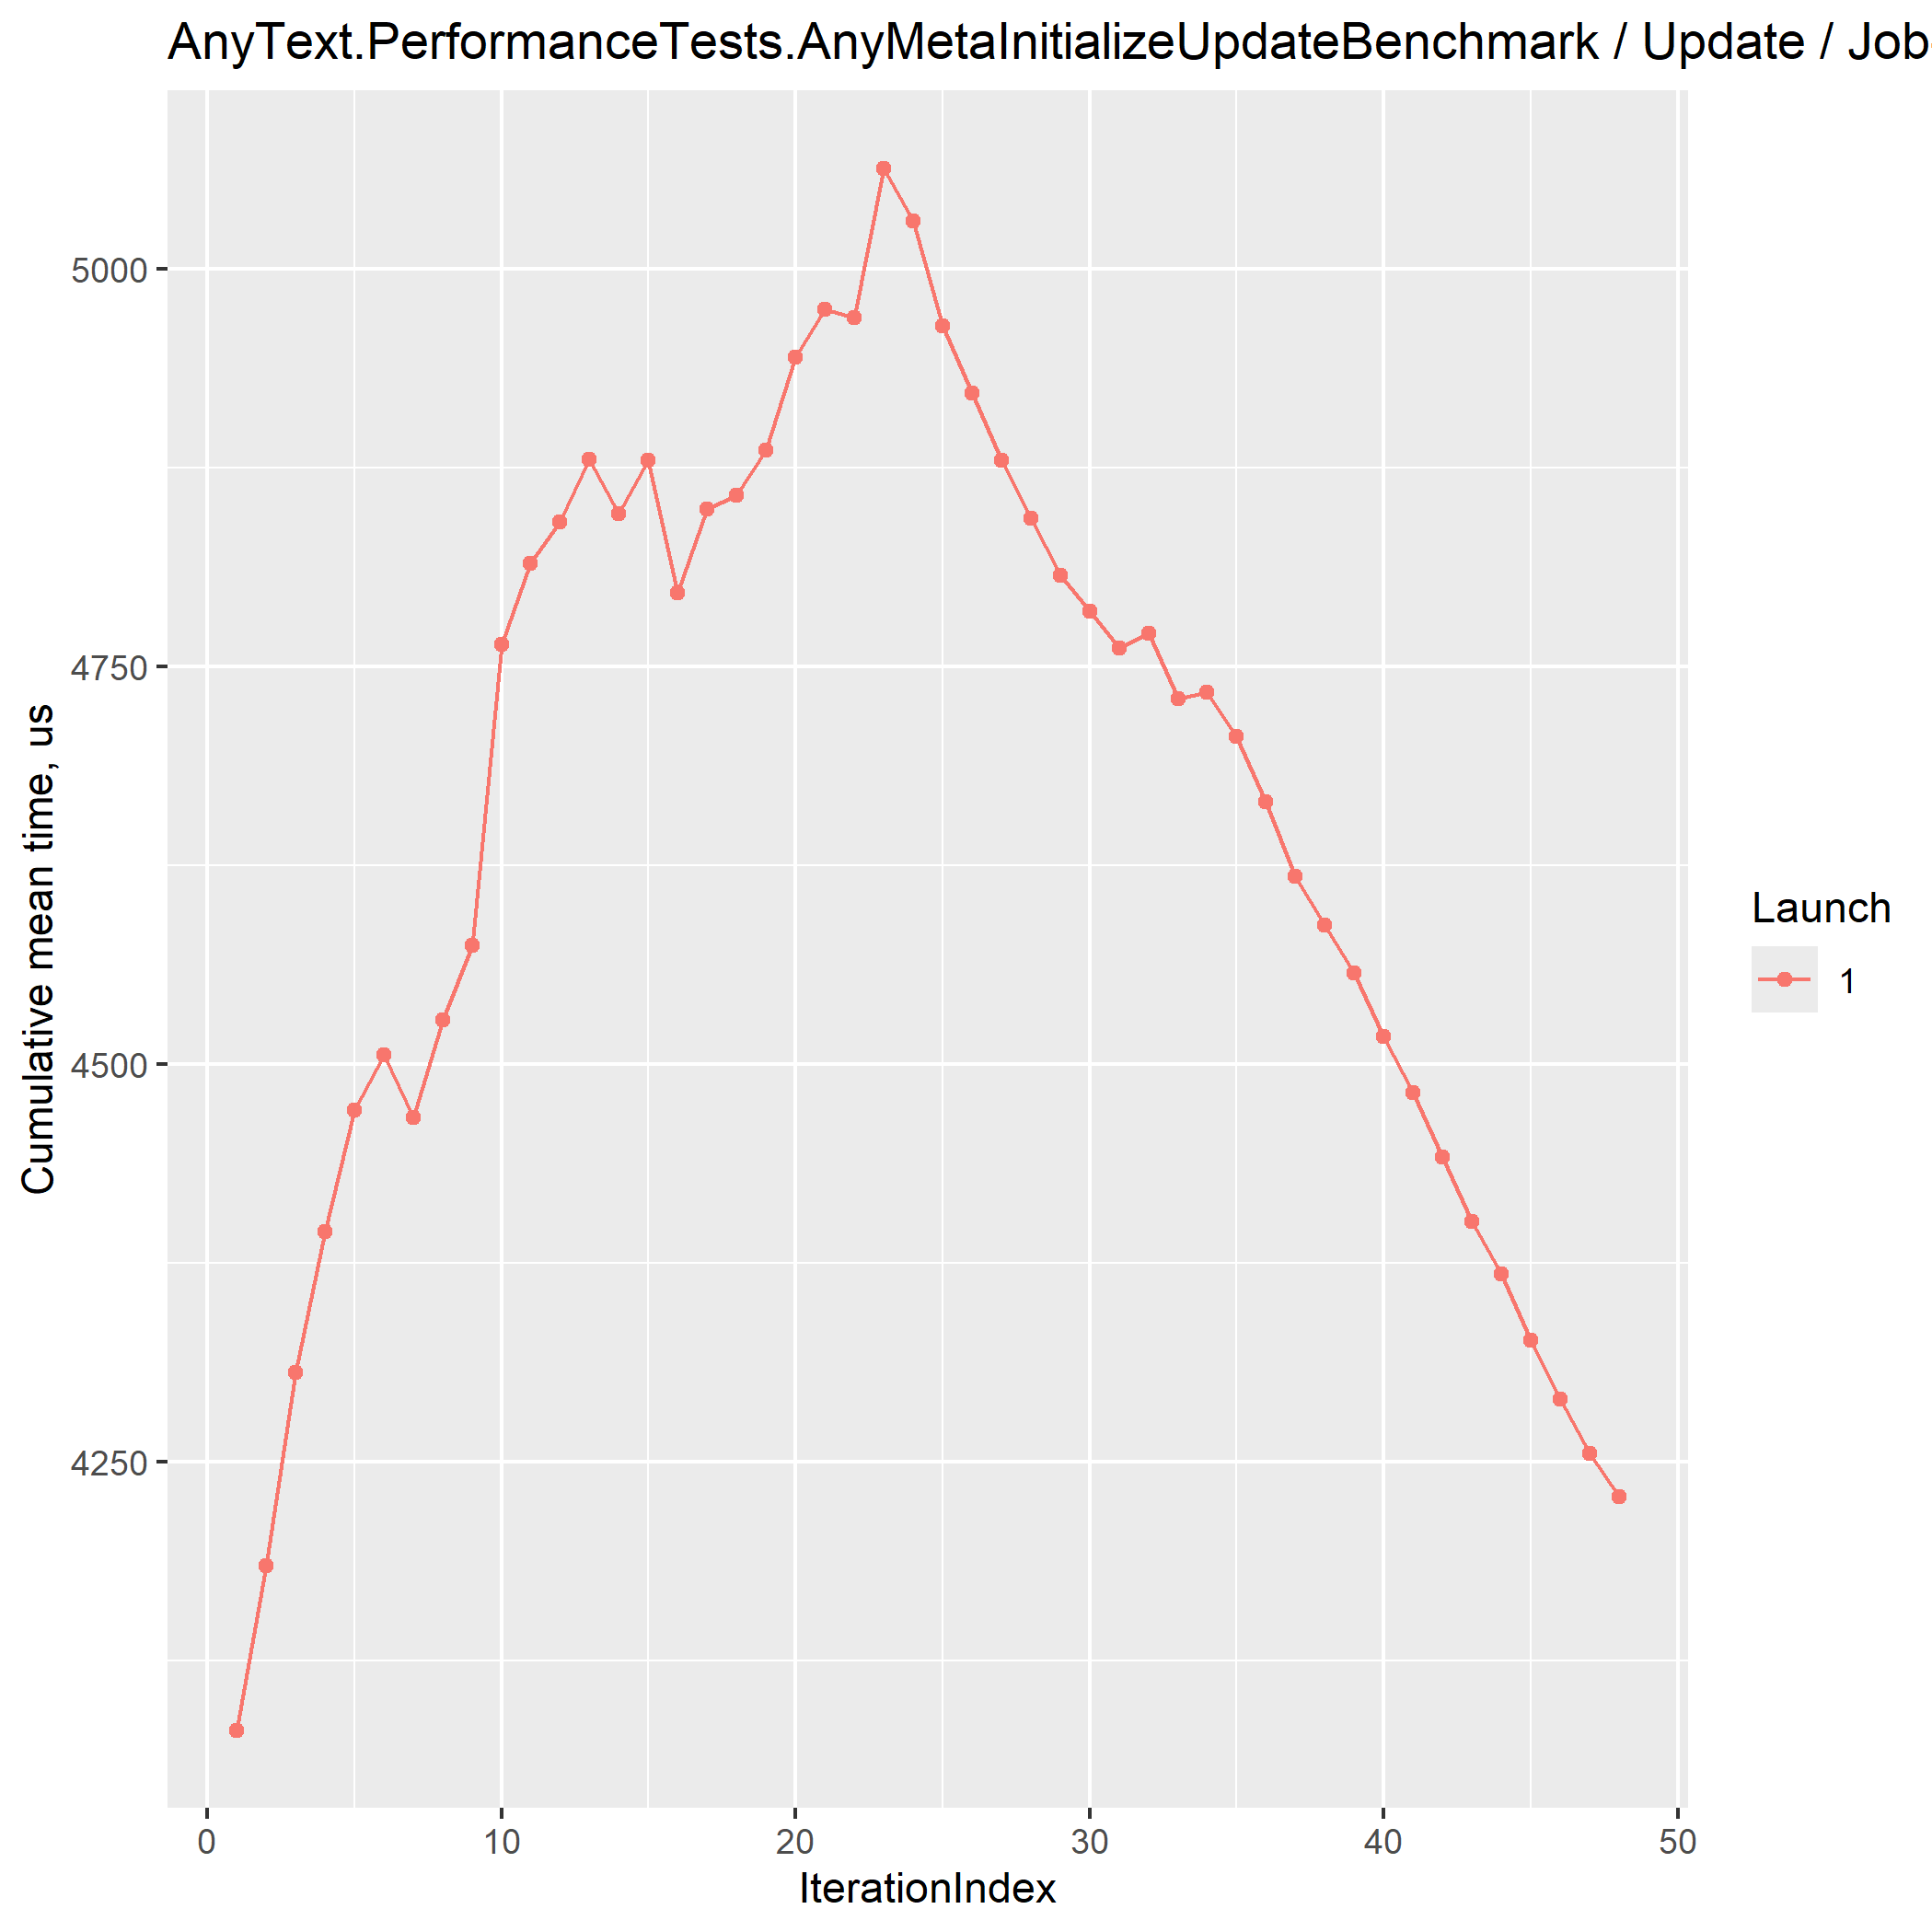 AnyText.PerformanceTests.AnyMetaInitializeUpdateBenchmark / Update / Job
5000
4750
4500
4250
Cumulative mean time, us
0 10 20 30 40 50
IterationIndex
Launch
1